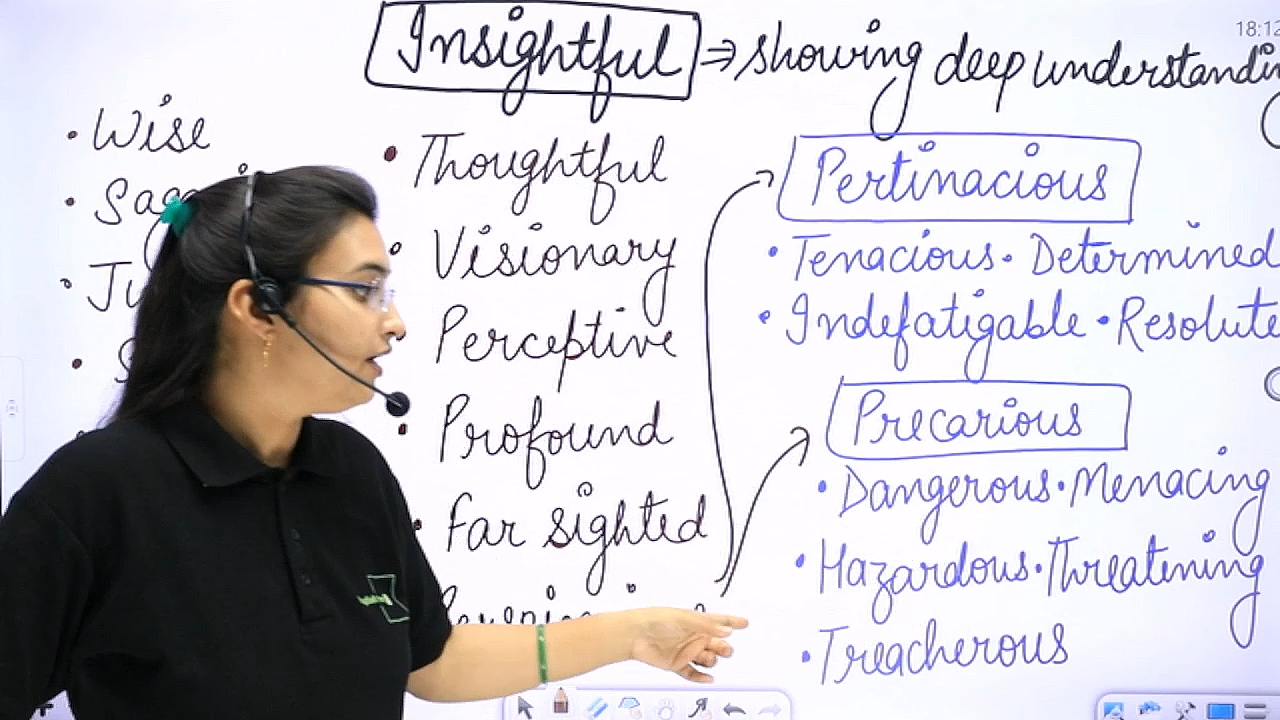 Insightful ⇒ showing deep understandin
18:12
• Wise
• Thoughtful
Visionary
Perceptive
Profound
• Far sighted
Pertinacious
• Tenacious • Determined
• Indefatigable • Resolute
Precarious
• Dangerous • Menacing
• Hazardous • Threatening
• Treacherous